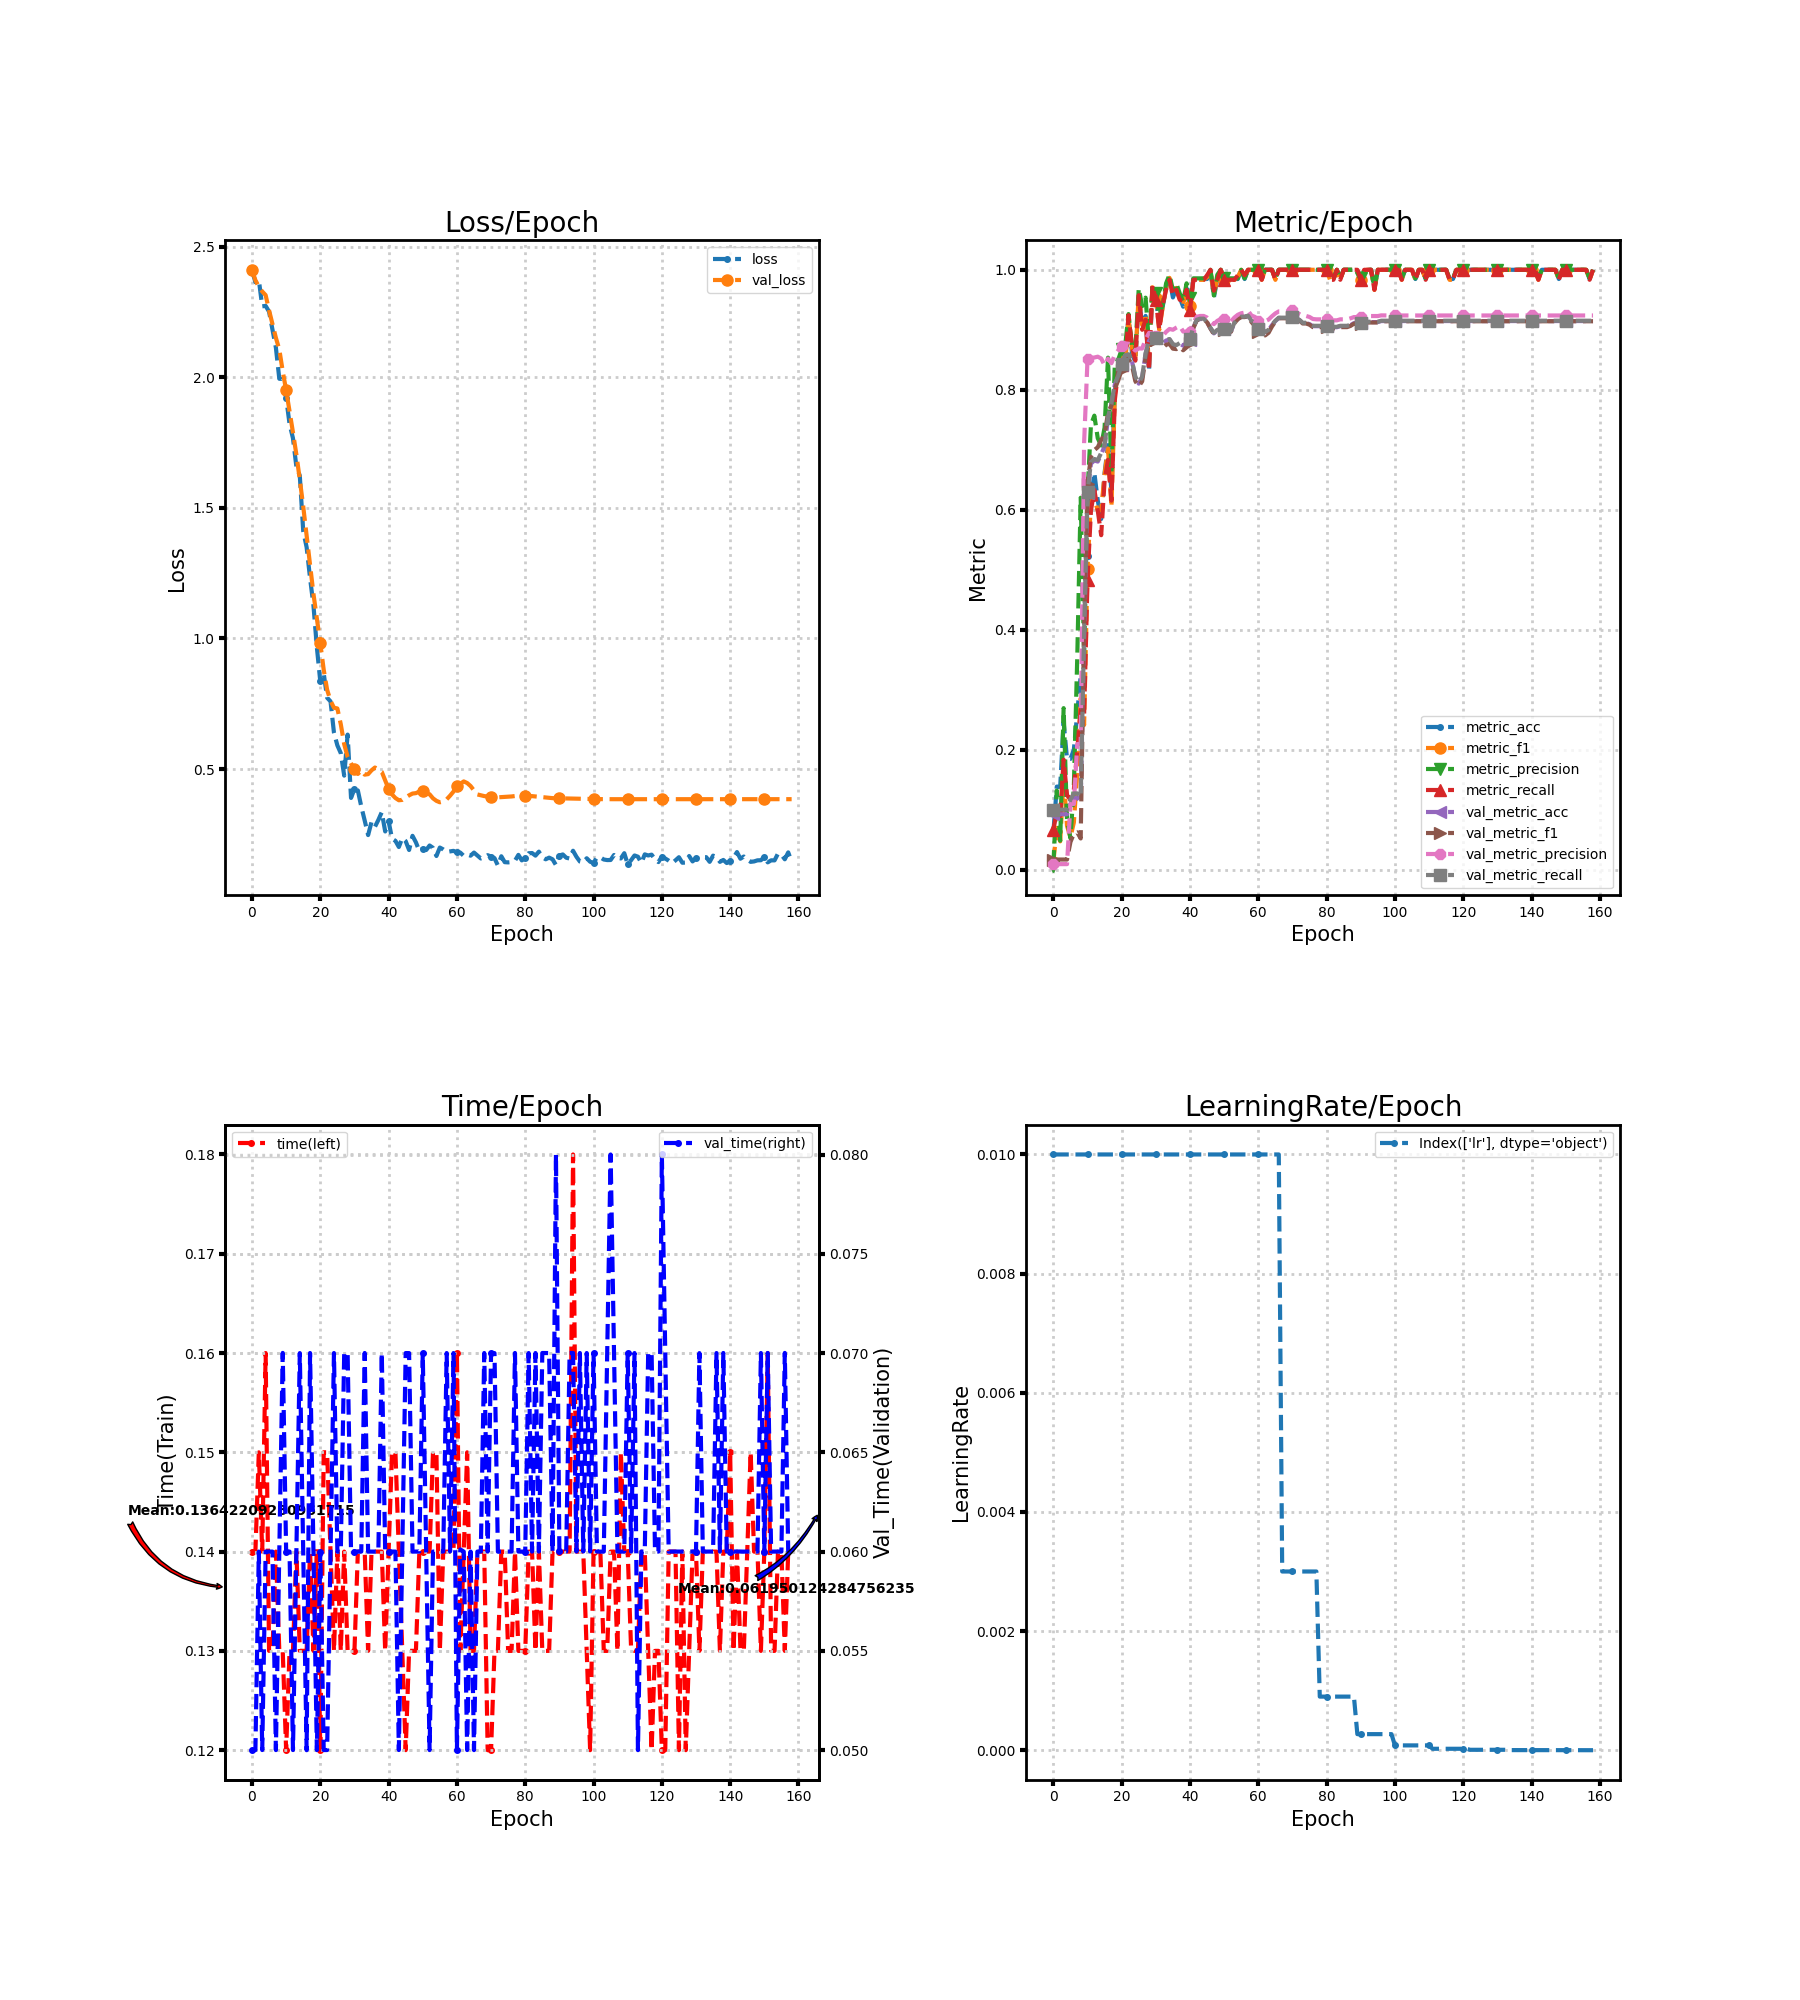 Loss/Epoch
2.5
2.0
1.5
1.0
0.5
Loss
loss
val_loss
0 20 40 60 80 100 120 140 160
Epoch
Metric/Epoch
1.0
0.8
0.6
0.4
0.2
0.0
Metric
metric_acc
metric_f1
metric_precision
metric_recall
val_metric_acc
val_metric_f1
val_metric_precision
val_metric_recall
0 20 40 60 80 100 120 140 160
Epoch
Time/Epoch
time(left)
val_time(right)
0.18
0.17
0.16
0.15
0.14
0.13
0.12
Time(Train)
0.080
0.075
0.070
0.065
0.060
0.055
0.050
Val_Time(Validation)
Mean:0.061950124284756235
0 20 40 60 80 100 120 140 160
Epoch
LearningRate/Epoch
Index(['lr'], dtype='object')
0.010
0.008
0.006
0.004
0.002
0.000
LearningRate
0 20 40 60 80 100 120 140 160
Epoch